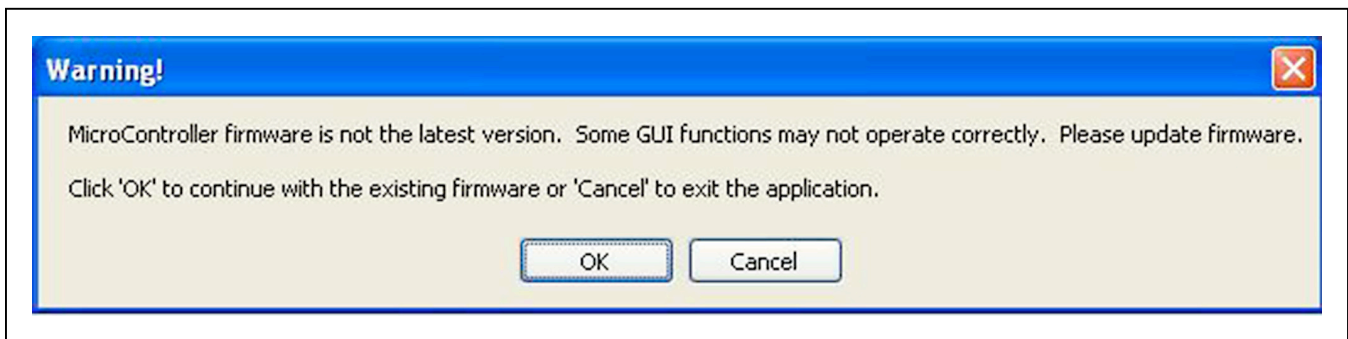 Warning!
MicroController firmware is not the latest version.  Some GUI functions may not operate correctly.  Please update firmware.
Click 'OK' to continue with the existing firmware or 'Cancel' to exit the application.
OK
Cancel